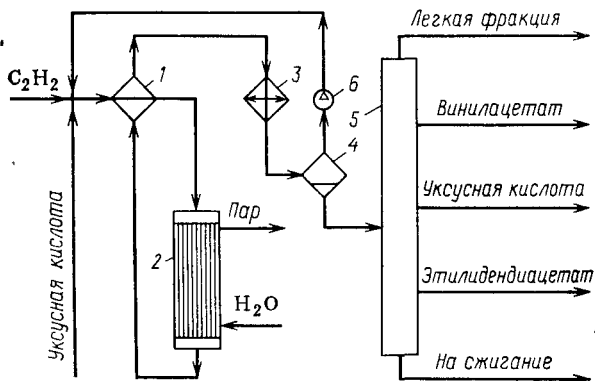 Легкая фракция
C₂H₂
1
3
6
5
Винилацетат
4
Уксусная кислота
Пар
2
Уксусная кислота
Этилидендиацетат
H₂O
На сжигание